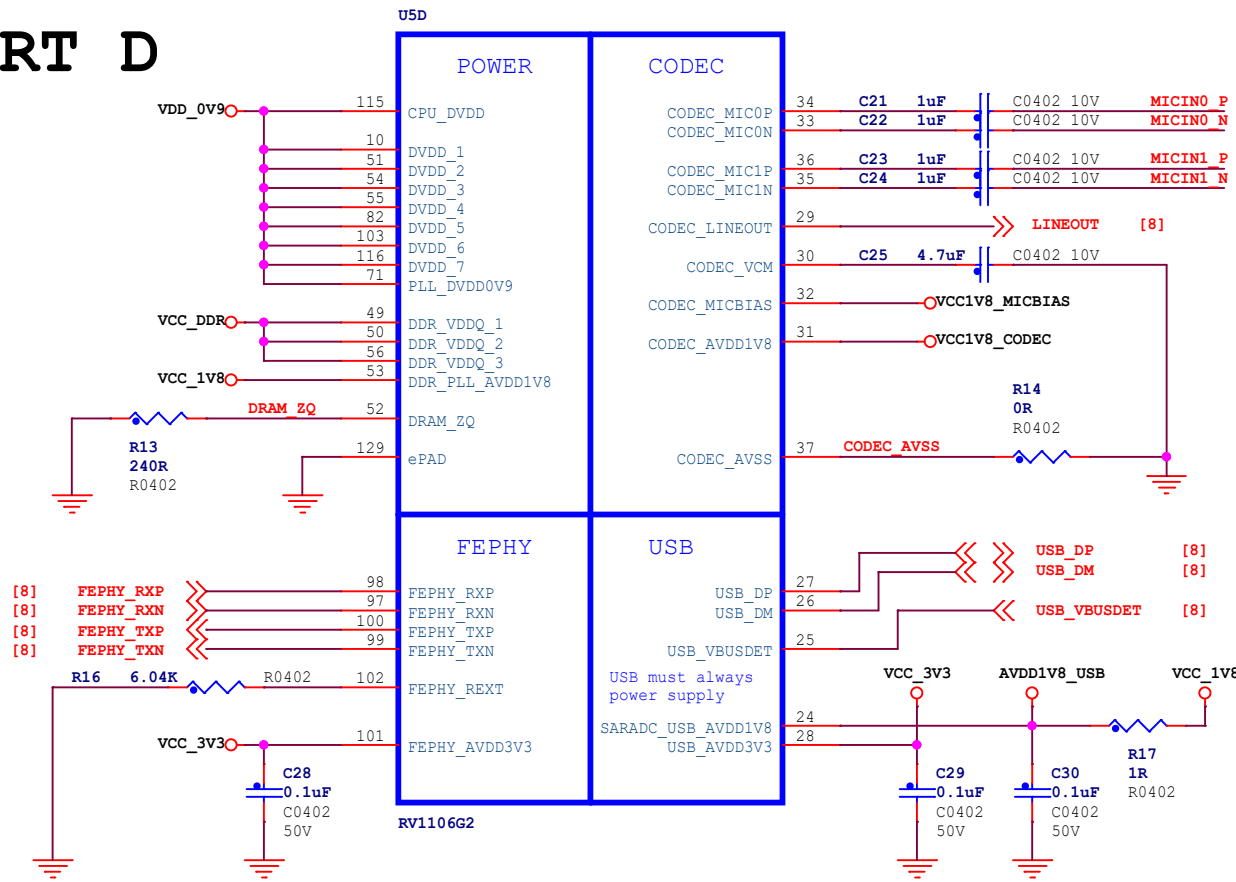 U5D
RT D
POWER
CODEC
VDD_0V9
115
CPU_DVDD
10
DVDD_1
51
DVDD_2
54
DVDD_3
55
DVDD_4
82
DVDD_5
103
DVDD_6
116
DVDD_7
71
PLL_DVDD0V9
VCC_DDR
49
DDR_VDDQ_1
50
DDR_VDDQ_2
56
DDR_VDDQ_3
VCC_1V8
53
DDR_PLL_AVDD1V8
DRAM_ZQ
52
DRAM_ZQ
R13
240R
R0402
129
ePAD
CODEC_MIC0P
34
C21 1uF
C0402 10V
MICIN0_P
CODEC_MIC0N
33
C22 1uF
C0402 10V
MICIN0_N
CODEC_MIC1P
36
C23 1uF
C0402 10V
MICIN1_P
CODEC_MIC1N
35
C24 1uF
C0402 10V
MICIN1_N
CODEC_LINEOUT
29
LINEOUT [8]
CODEC_VCM
30
C25 4.7uF
C0402 10V
CODEC_MICBIAS
32
VCC1V8_MICBIAS
CODEC_AVDD1V8
31
VCC1V8_CODEC
R14
0R
R0402
CODEC_AVSS
37
CODEC_AVSS
FEPHY
USB
[8] FEPHY_RXP
98
FEPHY_RXP
[8] FEPHY_RXN
97
FEPHY_RXN
[8] FEPHY_TXP
100
FEPHY_TXP
[8] FEPHY_TXN
99
FEPHY_TXN
R16 6.04K R0402
102
FEPHY_REXT
VCC_3V3
101
FEPHY_AVDD3V3
C28
0.1uF
C0402
50V
USB_DP
27
USB_DP [8]
USB_DM
26
USB_DM [8]
USB_VBUSDET
25
USB_VBUSDET [8]
USB must always
power supply
VCC_3V3
AVDD1V8_USB
VCC_1V8
SARADC_USB_AVDD1V8
24
USB_AVDD3V3
28
R17
1R
R0402
C29
0.1uF
C0402
50V
C30
0.1uF
C0402
50V
RV1106G2